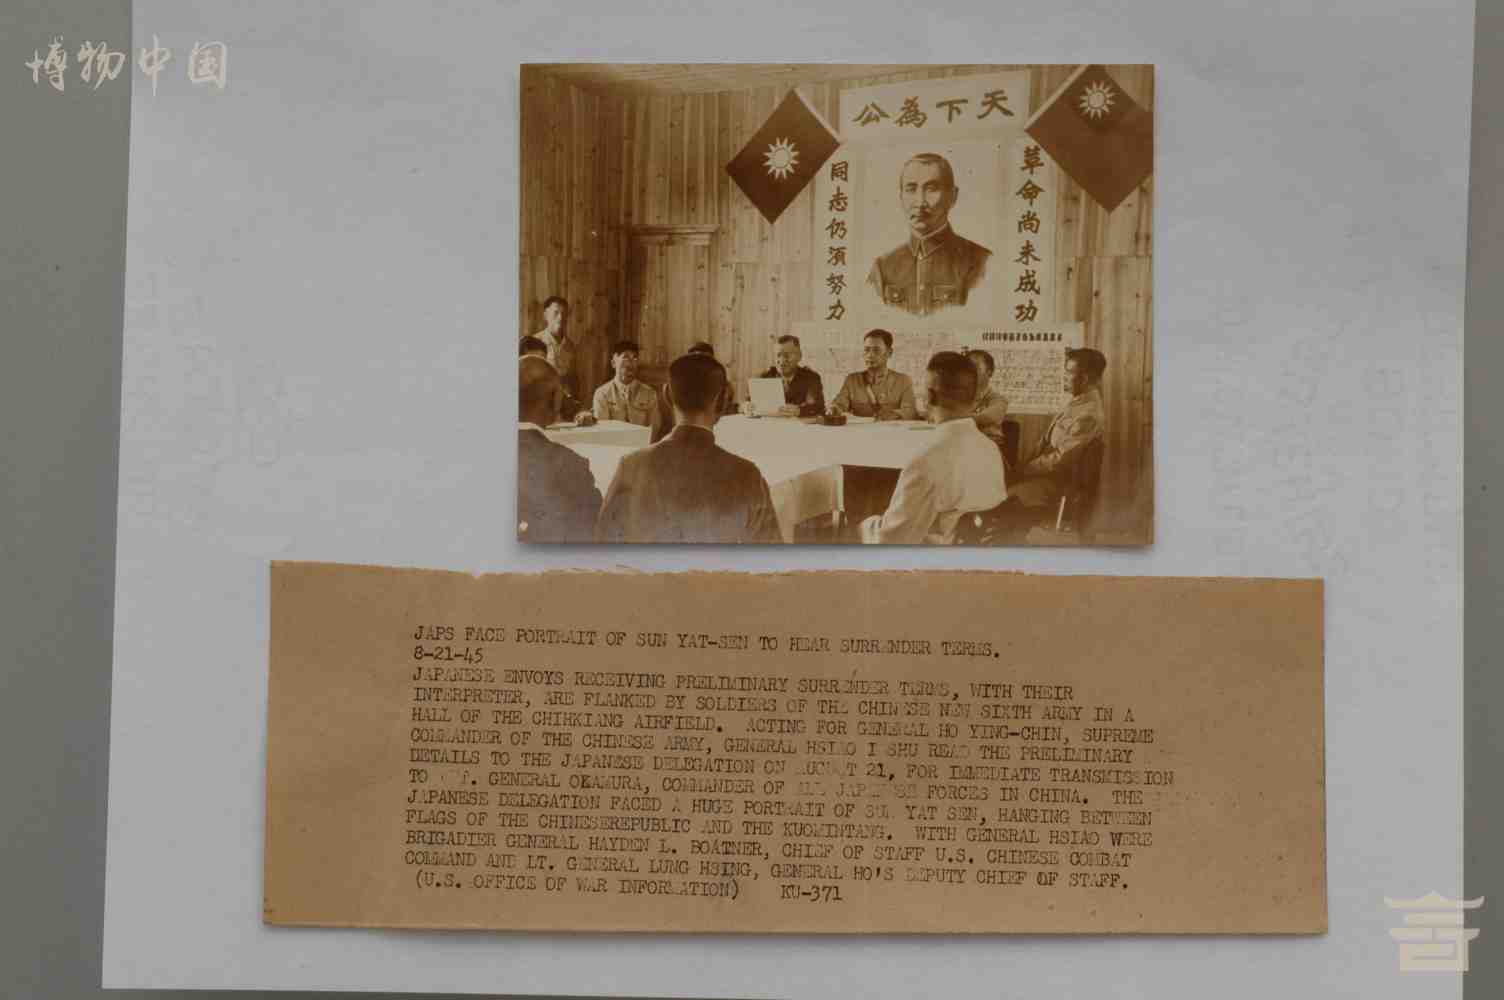 博物中国
天下為公
革命尚未成功
同志仍須努力
JAPS FACE PORTRAIT OF SUN YAT-SEN TO HEAR SURRENDER TERMS.
8-21-45
JAPANESE ENVOYS RECEIVING PRELIMINARY SURRENDER TERMS, WITH THEIR
INTERPRETER, ARE FLANKED BY SOLDIERS OF THE CHINESE NEW SIXTH ARMY IN A
HALL OF THE CHIHKIANG AIRFIELD. ACTING FOR GENERAL HO YING-CHIN, SUPREME
COMMANDER OF THE CHINESE ARMY, GENERAL HSIAO I SHU READ THE PRELIMINARY
DETAILS TO THE JAPANESE DELEGATION ON AUGUST 21, FOR IMMEDIATE TRANSMISSION
TO LT. GENERAL OKAMURA, COMMANDER OF ALL JAPANESE FORCES IN CHINA. THE
JAPANESE DELEGATION FACED A HUGE PORTRAIT OF SUN YAT SEN, HANGING BETWEEN
FLAGS OF THE CHINESEREPUBLIC AND THE KUOMINTANG. WITH GENERAL HSIAO WERE
BRIGADIER GENERAL HAYDEN L. BOATNER, CHIEF OF STAFF U.S. CHINESE COMBAT
COMMAND AND LT. GENERAL LUNG HSING, GENERAL HO'S DEPUTY CHIEF OF STAFF.
(U.S. OFFICE OF WAR INFORMATION) KU-371